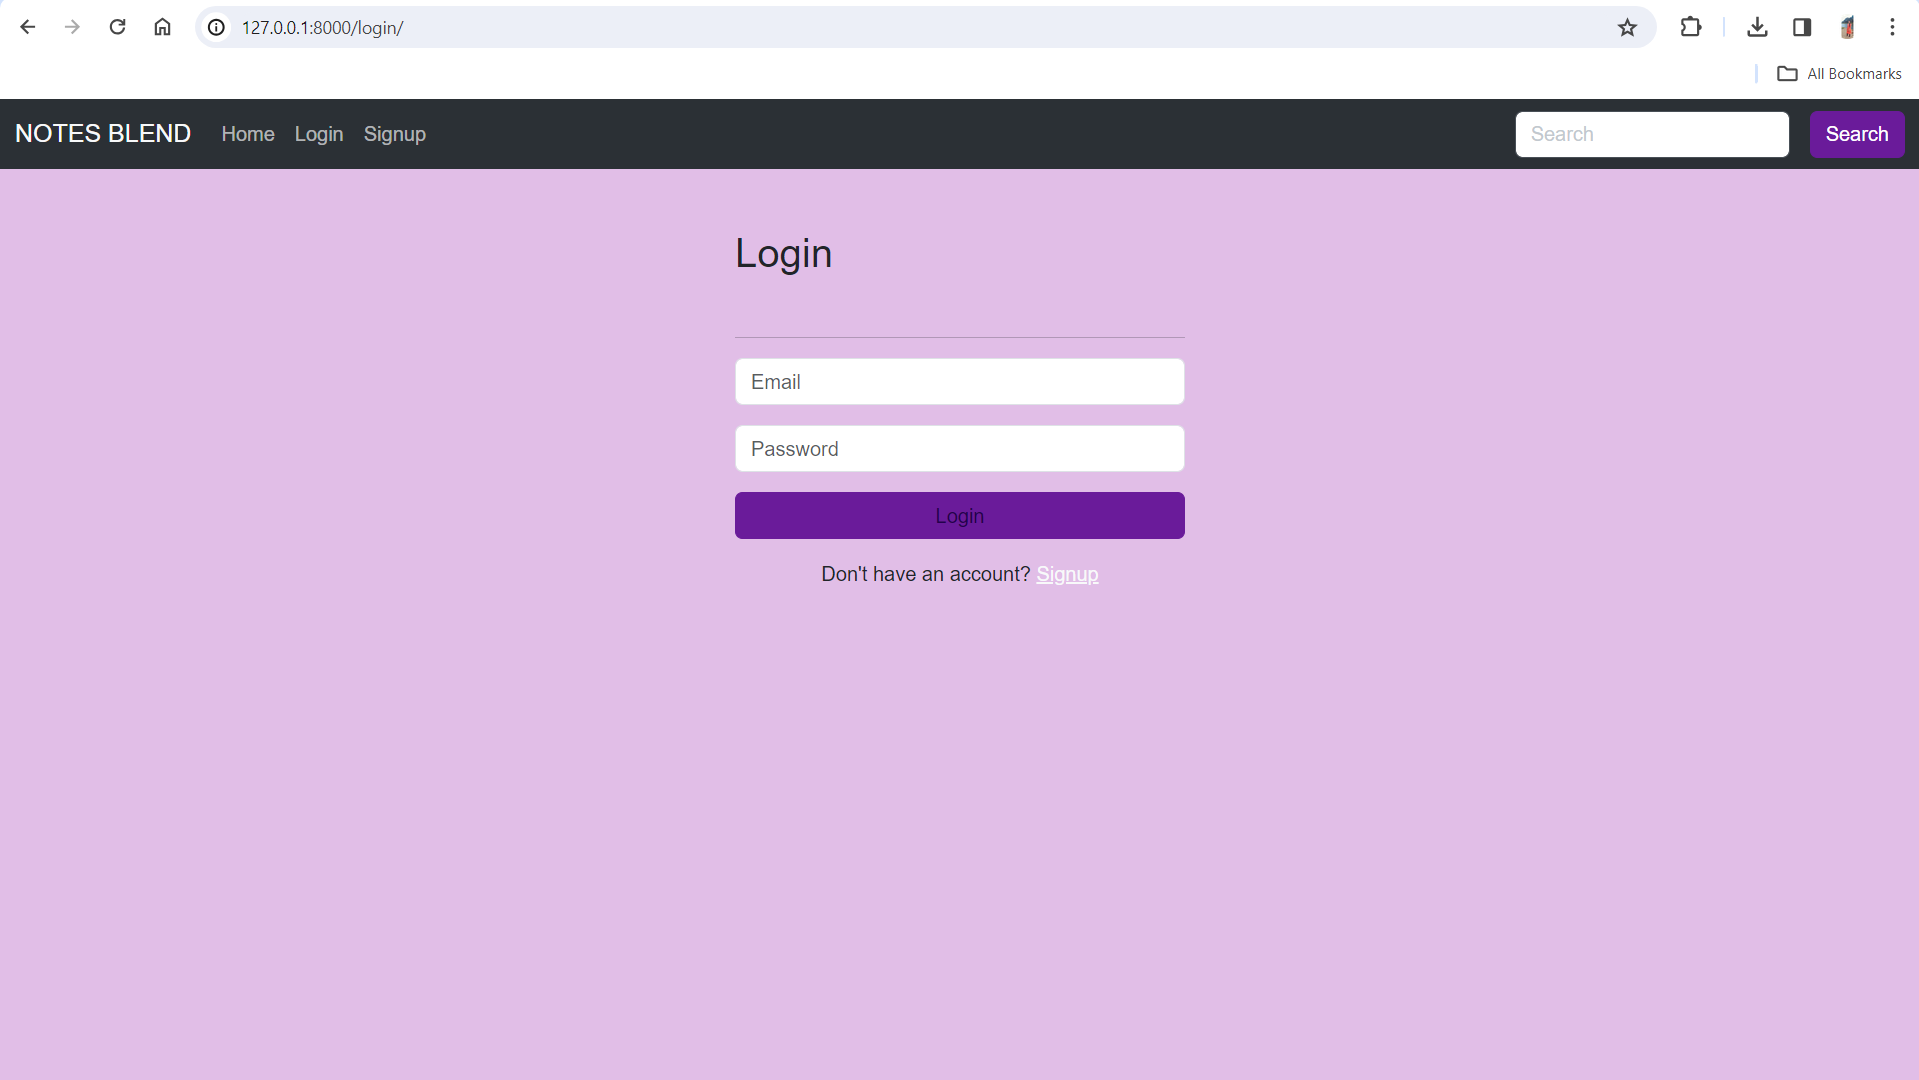 127.0.0.1:8000/login/
All Bookmarks
NOTES BLEND Home Login Signup Search Search
Login
Email
Password
Login
Don't have an account? Signup